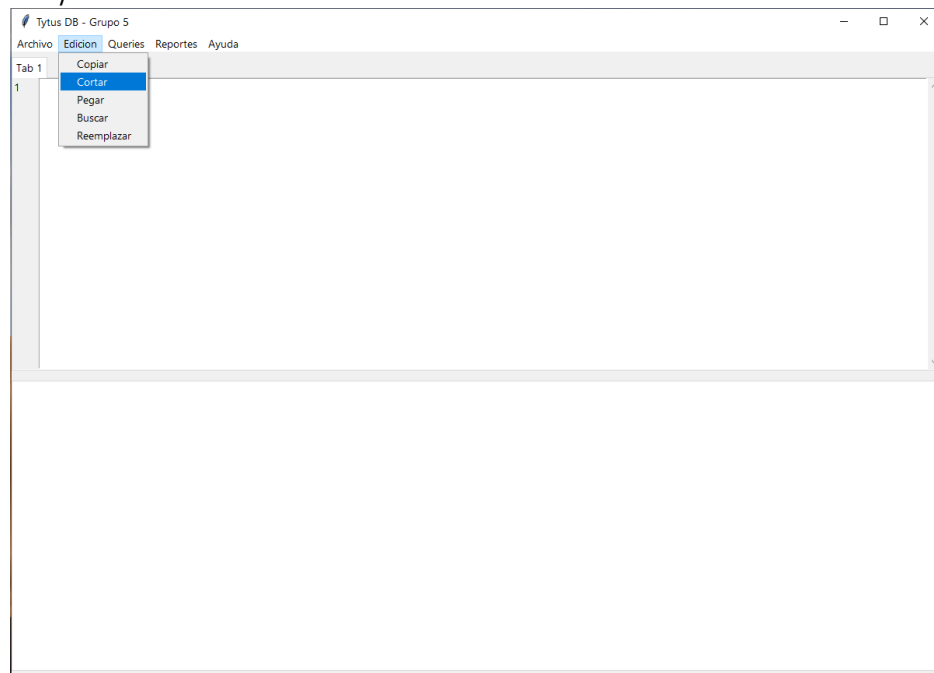 Tytus DB - Grupo 5
Archivo Edicion Queries Reportes Ayuda
Tab 1
Copiar
Cortar
Pegar
Buscar
Reemplazar
1